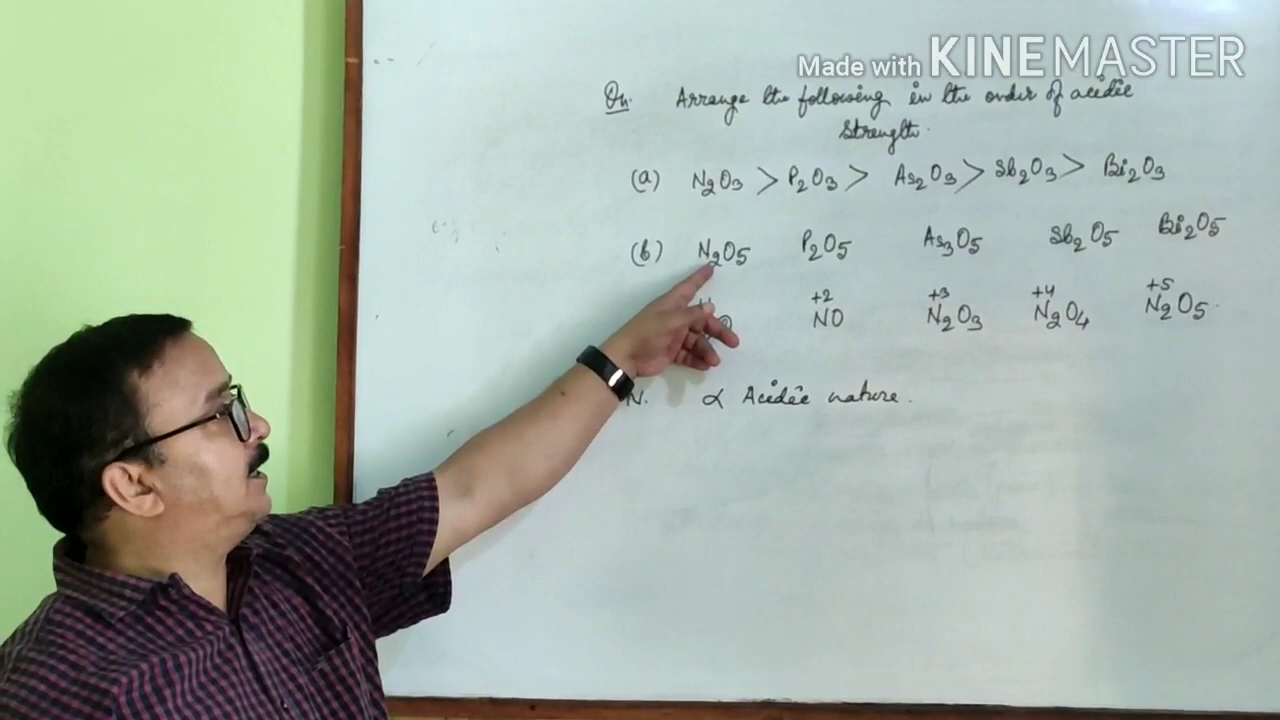 Made with KINEMASTER
Qn. Arrange the following in the order of acidic
Strength.
(a) N2O3 > P2O3 > As2O3 > Sb2O3 > Bi2O3
(b) N2O5 P2O5 As3O5 Sb2O5 Bi2O5
+2 +3 +4 +5
NO N2O3 N2O4 N2O5.
N. α Acidic nature.